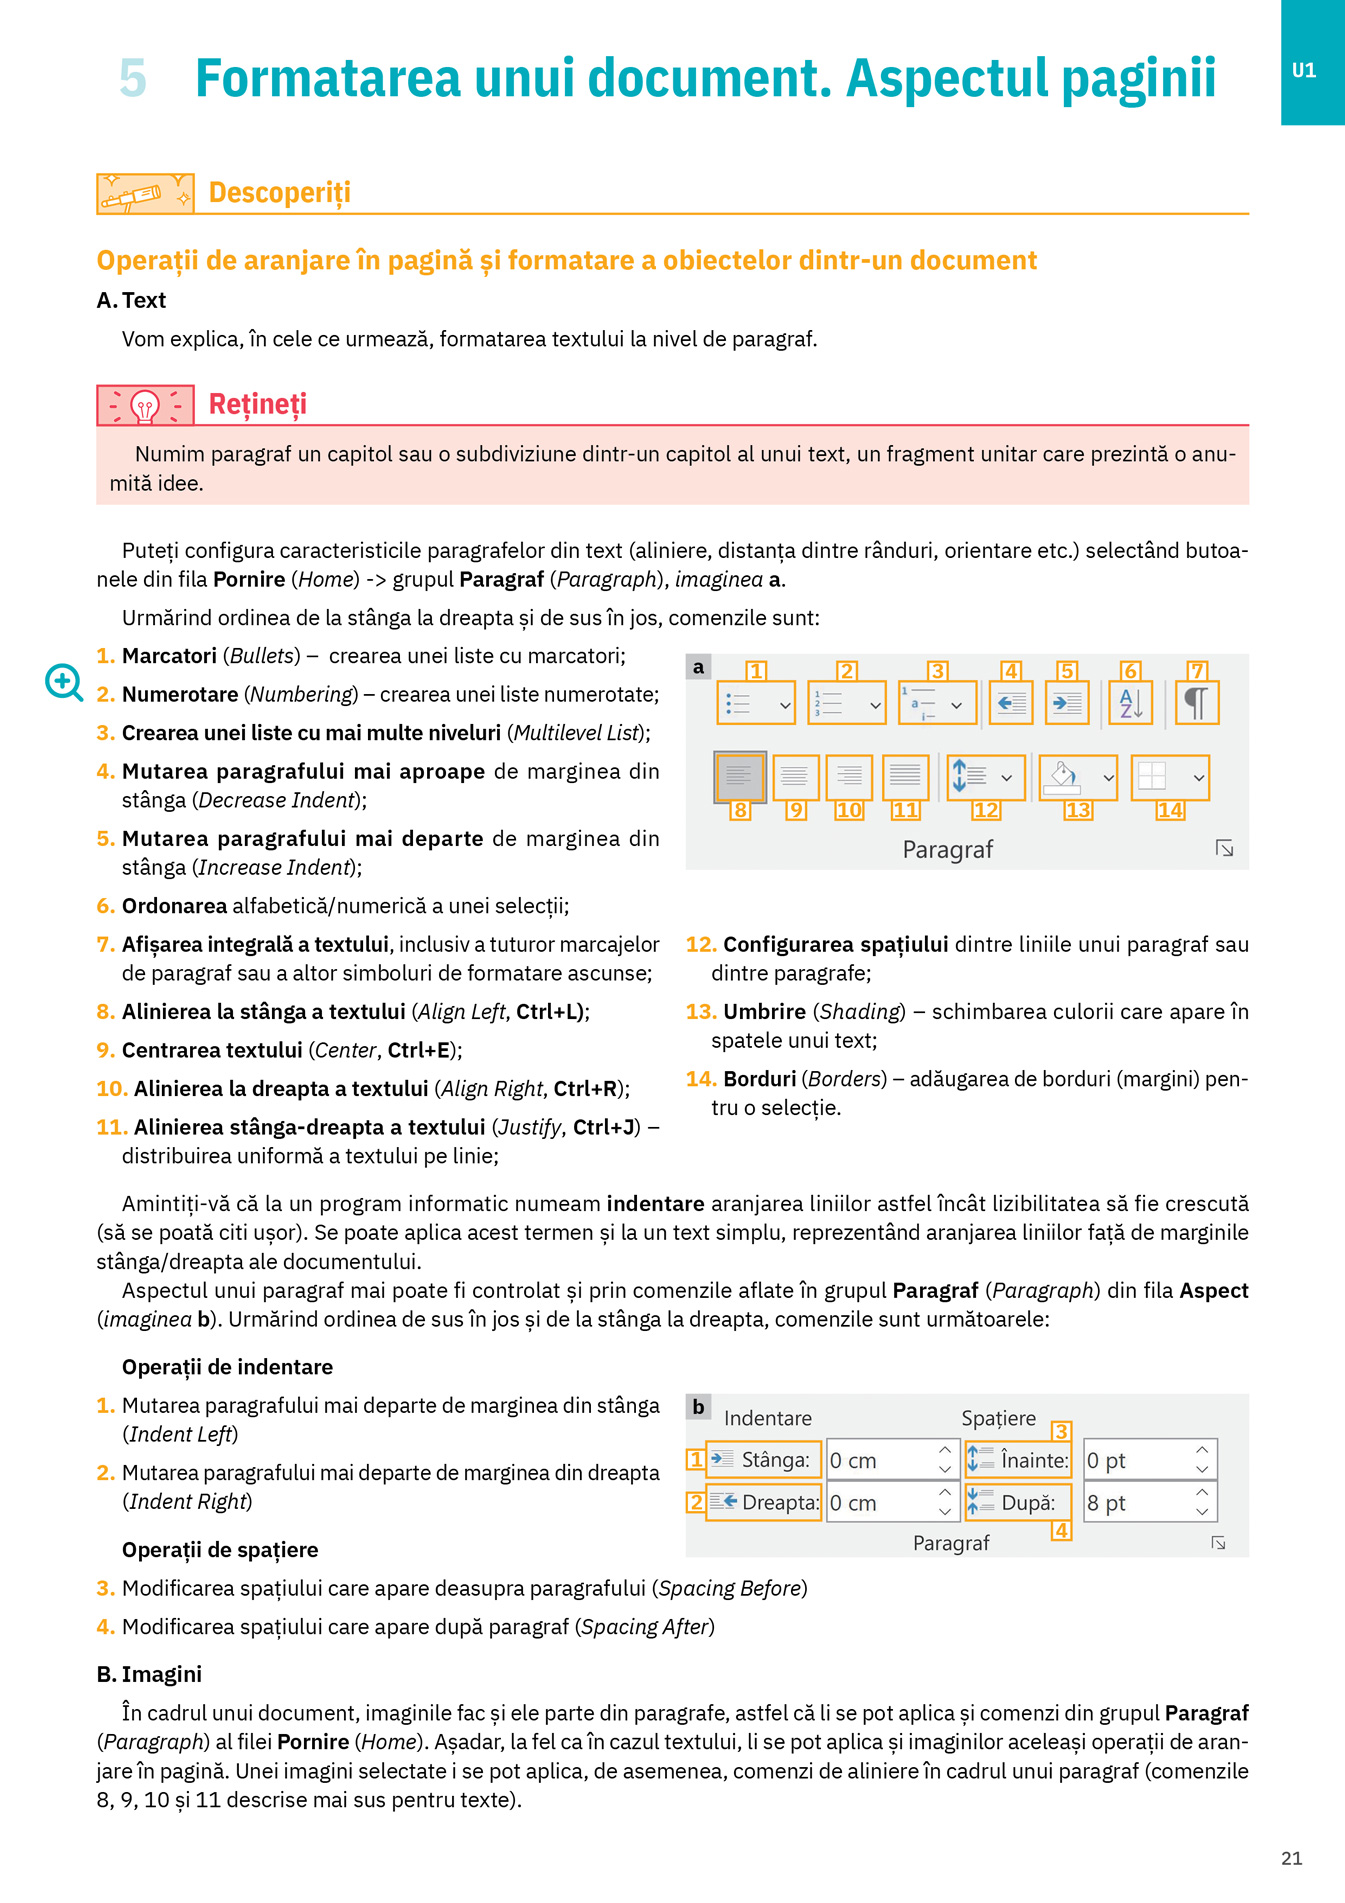 5 Formatarea unui document. Aspectul paginii
U1
Descoperiți
Operații de aranjare în pagină și formatare a obiectelor dintr-un document
A. Text
Vom explica, în cele ce urmează, formatarea textului la nivel de paragraf.
Rețineți
Numim paragraf un capitol sau o subdiviziune dintr-un capitol al unui text, un fragment unitar care prezintă o anu-
mită idee.
Puteți configura caracteristicile paragrafelor din text (aliniere, distanța dintre rânduri, orientare etc.) selectând butoa-
nele din fila Pornire (Home) -> grupul Paragraf (Paragraph), imaginea a.
Urmărind ordinea de la stânga la dreapta și de sus în jos, comenzile sunt:
1. Marcatori (Bullets) – crearea unei liste cu marcatori;
2. Numerotare (Numbering) – crearea unei liste numerotate;
3. Crearea unei liste cu mai multe niveluri (Multilevel List);
4. Mutarea paragrafului mai aproape de marginea din
stânga (Decrease Indent);
5. Mutarea paragrafului mai departe de marginea din
stânga (Increase Indent);
6. Ordonarea alfabetică/numerică a unei selecții;
7. Afișarea integrală a textului, inclusiv a tuturor marcajelor
de paragraf sau a altor simboluri de formatare ascunse;
8. Alinierea la stânga a textului (Align Left, Ctrl+L);
9. Centrarea textului (Center, Ctrl+E);
10. Alinierea la dreapta a textului (Align Right, Ctrl+R);
11. Alinierea stânga-dreapta a textului (Justify, Ctrl+J) –
distribuirea uniformă a textului pe linie;
a
1 2 3 4 5 6 7
1 2 3
1 a i
A Z ¶
8 9 10 11 12 13 14
Paragraf
12. Configurarea spațiului dintre liniile unui paragraf sau
dintre paragrafe;
13. Umbrire (Shading) – schimbarea culorii care apare în
spatele unui text;
14. Borduri (Borders) – adăugarea de borduri (margini) pen-
tru o selecție.
Amintiți-vă că la un program informatic numeam indentare aranjarea liniilor astfel încât lizibilitatea să fie crescută
(să se poată citi ușor). Se poate aplica acest termen și la un text simplu, reprezentând aranjarea liniilor față de marginile
stânga/dreapta ale documentului.
Aspectul unui paragraf mai poate fi controlat și prin comenzile aflate în grupul Paragraf (Paragraph) din fila Aspect
(imaginea b). Urmărind ordinea de sus în jos și de la stânga la dreapta, comenzile sunt următoarele:
Operații de indentare
1. Mutarea paragrafului mai departe de marginea din stânga
(Indent Left)
2. Mutarea paragrafului mai departe de marginea din dreapta
(Indent Right)
Operații de spațiere
3. Modificarea spațiului care apare deasupra paragrafului (Spacing Before)
4. Modificarea spațiului care apare după paragraf (Spacing After)
b
Indentare Spațiere 3
1 Stânga: 0 cm Înainte: 0 pt
2 Dreapta: 0 cm După: 8 pt
4
Paragraf
B. Imagini
În cadrul unui document, imaginile fac și ele parte din paragrafe, astfel că li se pot aplica și comenzi din grupul Paragraf
(Paragraph) al filei Pornire (Home). Așadar, la fel ca în cazul textului, li se pot aplica și imaginilor aceleași operații de aran-
jare în pagină. Unei imagini selectate i se pot aplica, de asemenea, comenzi de aliniere în cadrul unui paragraf (comenzile
8, 9, 10 și 11 descrise mai sus pentru texte).
21